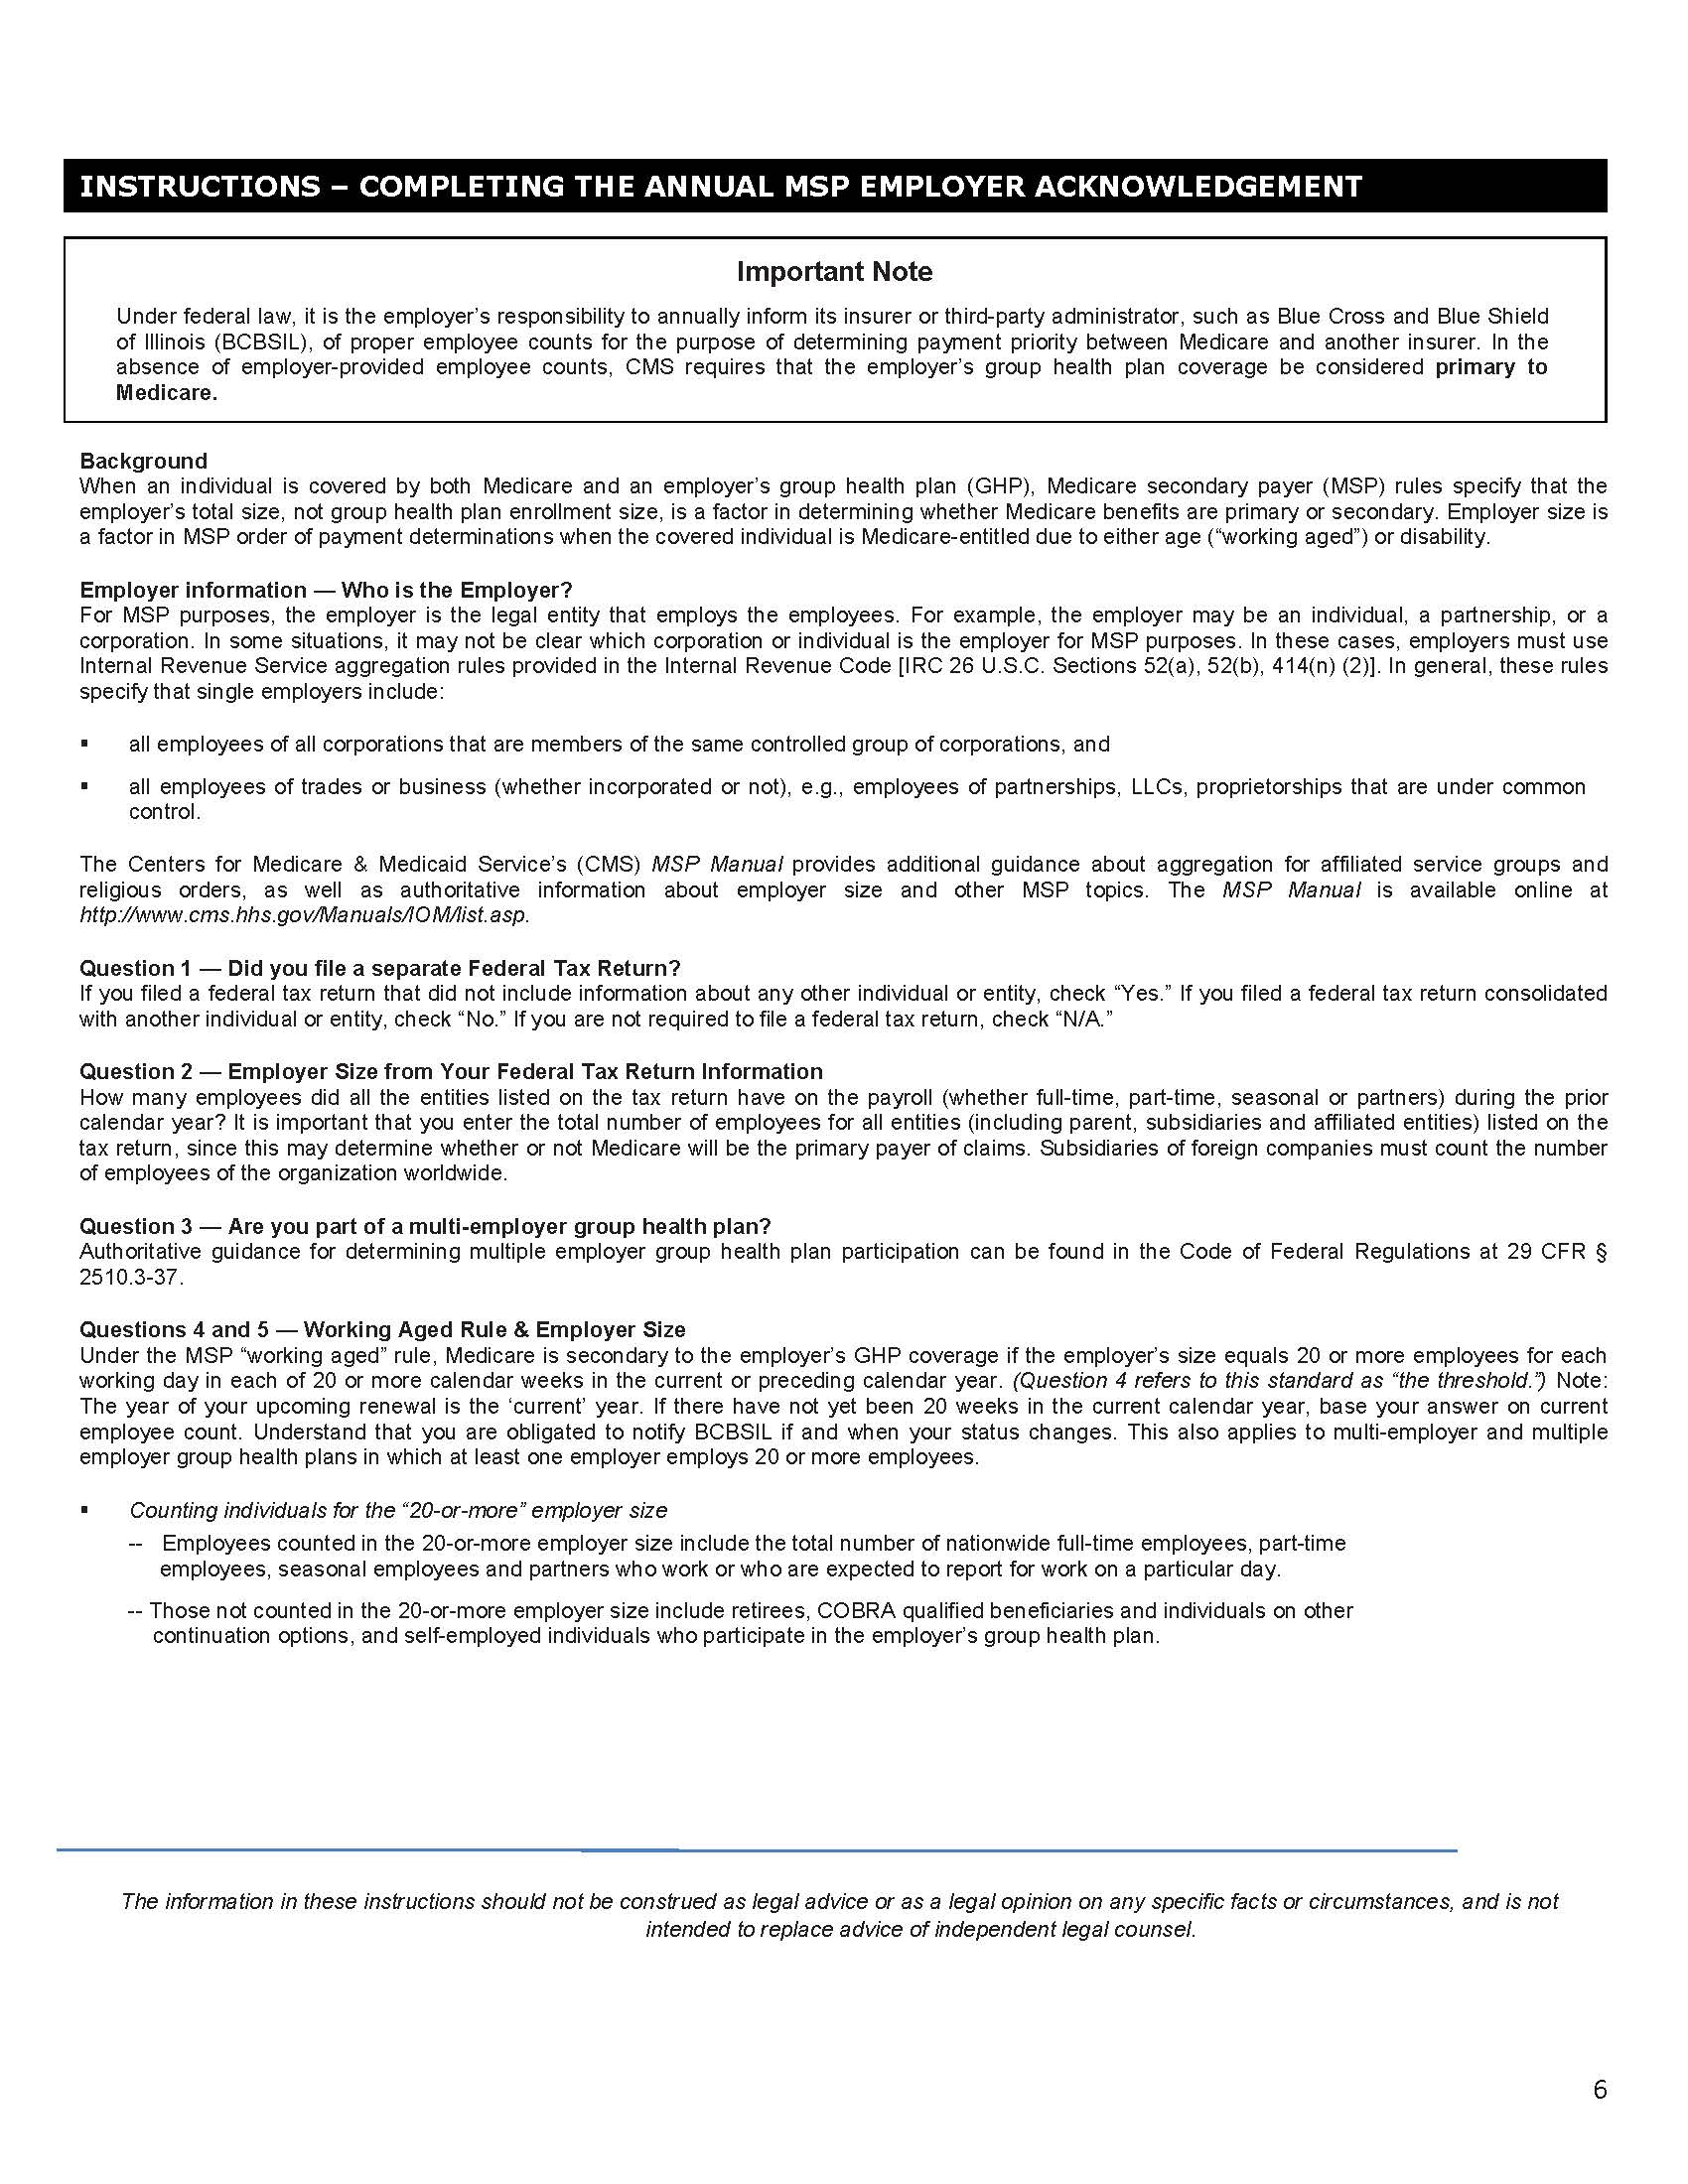 INSTRUCTIONS – COMPLETING THE ANNUAL MSP EMPLOYER ACKNOWLEDGEMENT
Important Note
Under federal law, it is the employer’s responsibility to annually inform its insurer or third-party administrator, such as Blue Cross and Blue Shield
of Illinois (BCBSIL), of proper employee counts for the purpose of determining payment priority between Medicare and another insurer. In the
absence of employer-provided employee counts, CMS requires that the employer’s group health plan coverage be considered primary to
Medicare.
Background
When an individual is covered by both Medicare and an employer’s group health plan (GHP), Medicare secondary payer (MSP) rules specify that the
employer’s total size, not group health plan enrollment size, is a factor in determining whether Medicare benefits are primary or secondary. Employer size is
a factor in MSP order of payment determinations when the covered individual is Medicare-entitled due to either age (“working aged”) or disability.
Employer information — Who is the Employer?
For MSP purposes, the employer is the legal entity that employs the employees. For example, the employer may be an individual, a partnership, or a
corporation. In some situations, it may not be clear which corporation or individual is the employer for MSP purposes. In these cases, employers must use
Internal Revenue Service aggregation rules provided in the Internal Revenue Code [IRC 26 U.S.C. Sections 52(a), 52(b), 414(n) (2)]. In general, these rules
specify that single employers include:
▪ all employees of all corporations that are members of the same controlled group of corporations, and
▪ all employees of trades or business (whether incorporated or not), e.g., employees of partnerships, LLCs, proprietorships that are under common
control.
The Centers for Medicare & Medicaid Service’s (CMS) MSP Manual provides additional guidance about aggregation for affiliated service groups and
religious orders, as well as authoritative information about employer size and other MSP topics. The MSP Manual is available online at
http://www.cms.hhs.gov/Manuals/IOM/list.asp.
Question 1 — Did you file a separate Federal Tax Return?
If you filed a federal tax return that did not include information about any other individual or entity, check “Yes.” If you filed a federal tax return consolidated
with another individual or entity, check “No.” If you are not required to file a federal tax return, check “N/A.”
Question 2 — Employer Size from Your Federal Tax Return Information
How many employees did all the entities listed on the tax return have on the payroll (whether full-time, part-time, seasonal or partners) during the prior
calendar year? It is important that you enter the total number of employees for all entities (including parent, subsidiaries and affiliated entities) listed on the
tax return, since this may determine whether or not Medicare will be the primary payer of claims. Subsidiaries of foreign companies must count the number
of employees of the organization worldwide.
Question 3 — Are you part of a multi-employer group health plan?
Authoritative guidance for determining multiple employer group health plan participation can be found in the Code of Federal Regulations at 29 CFR §
2510.3-37.
Questions 4 and 5 — Working Aged Rule & Employer Size
Under the MSP “working aged” rule, Medicare is secondary to the employer’s GHP coverage if the employer’s size equals 20 or more employees for each
working day in each of 20 or more calendar weeks in the current or preceding calendar year. (Question 4 refers to this standard as “the threshold.”) Note:
The year of your upcoming renewal is the ‘current’ year. If there have not yet been 20 weeks in the current calendar year, base your answer on current
employee count. Understand that you are obligated to notify BCBSIL if and when your status changes. This also applies to multi-employer and multiple
employer group health plans in which at least one employer employs 20 or more employees.
▪ Counting individuals for the “20-or-more” employer size
-- Employees counted in the 20-or-more employer size include the total number of nationwide full-time employees, part-time
employees, seasonal employees and partners who work or who are expected to report for work on a particular day.
-- Those not counted in the 20-or-more employer size include retirees, COBRA qualified beneficiaries and individuals on other
continuation options, and self-employed individuals who participate in the employer’s group health plan.
The information in these instructions should not be construed as legal advice or as a legal opinion on any specific facts or circumstances, and is not
intended to replace advice of independent legal counsel.
6